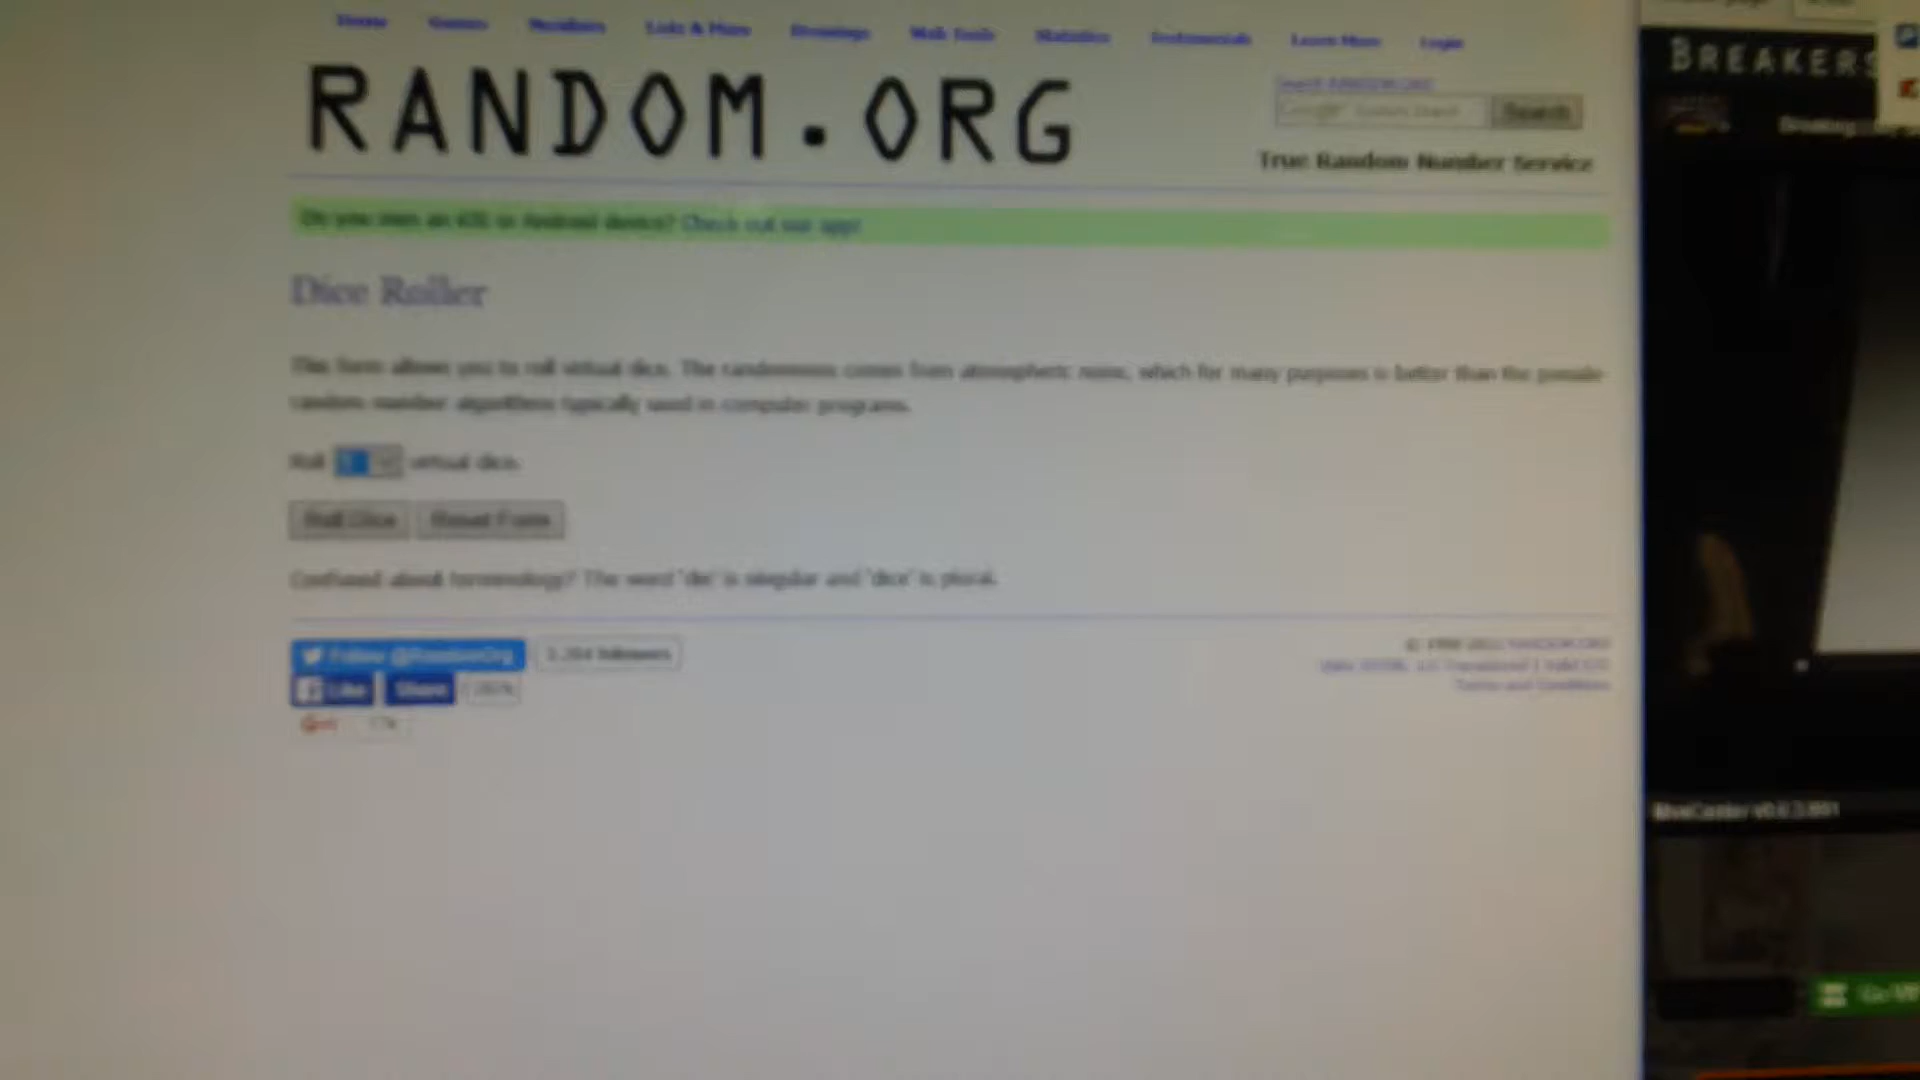 Home Games Numbers Lists & More Drawings Web Tools Statistics Testimonials Learn More Login
RANDOM.ORG
Search RANDOM.ORG
Google Custom Search Search
True Random Number Service
Do you own an iOS or Android device? Check out our app!
Dice Roller
This form allows you to roll virtual dice. The randomness comes from atmospheric noise, which for many purposes is better than the pseudo-
random number algorithms typically used in computer programs.
Roll virtual dice.
Roll Dice Reset Form
Confused about terminology? The word 'die' is singular and 'dice' is plural.
Follow @RandomOrg followers
Like Share
Terms and Conditions
BREAKERS